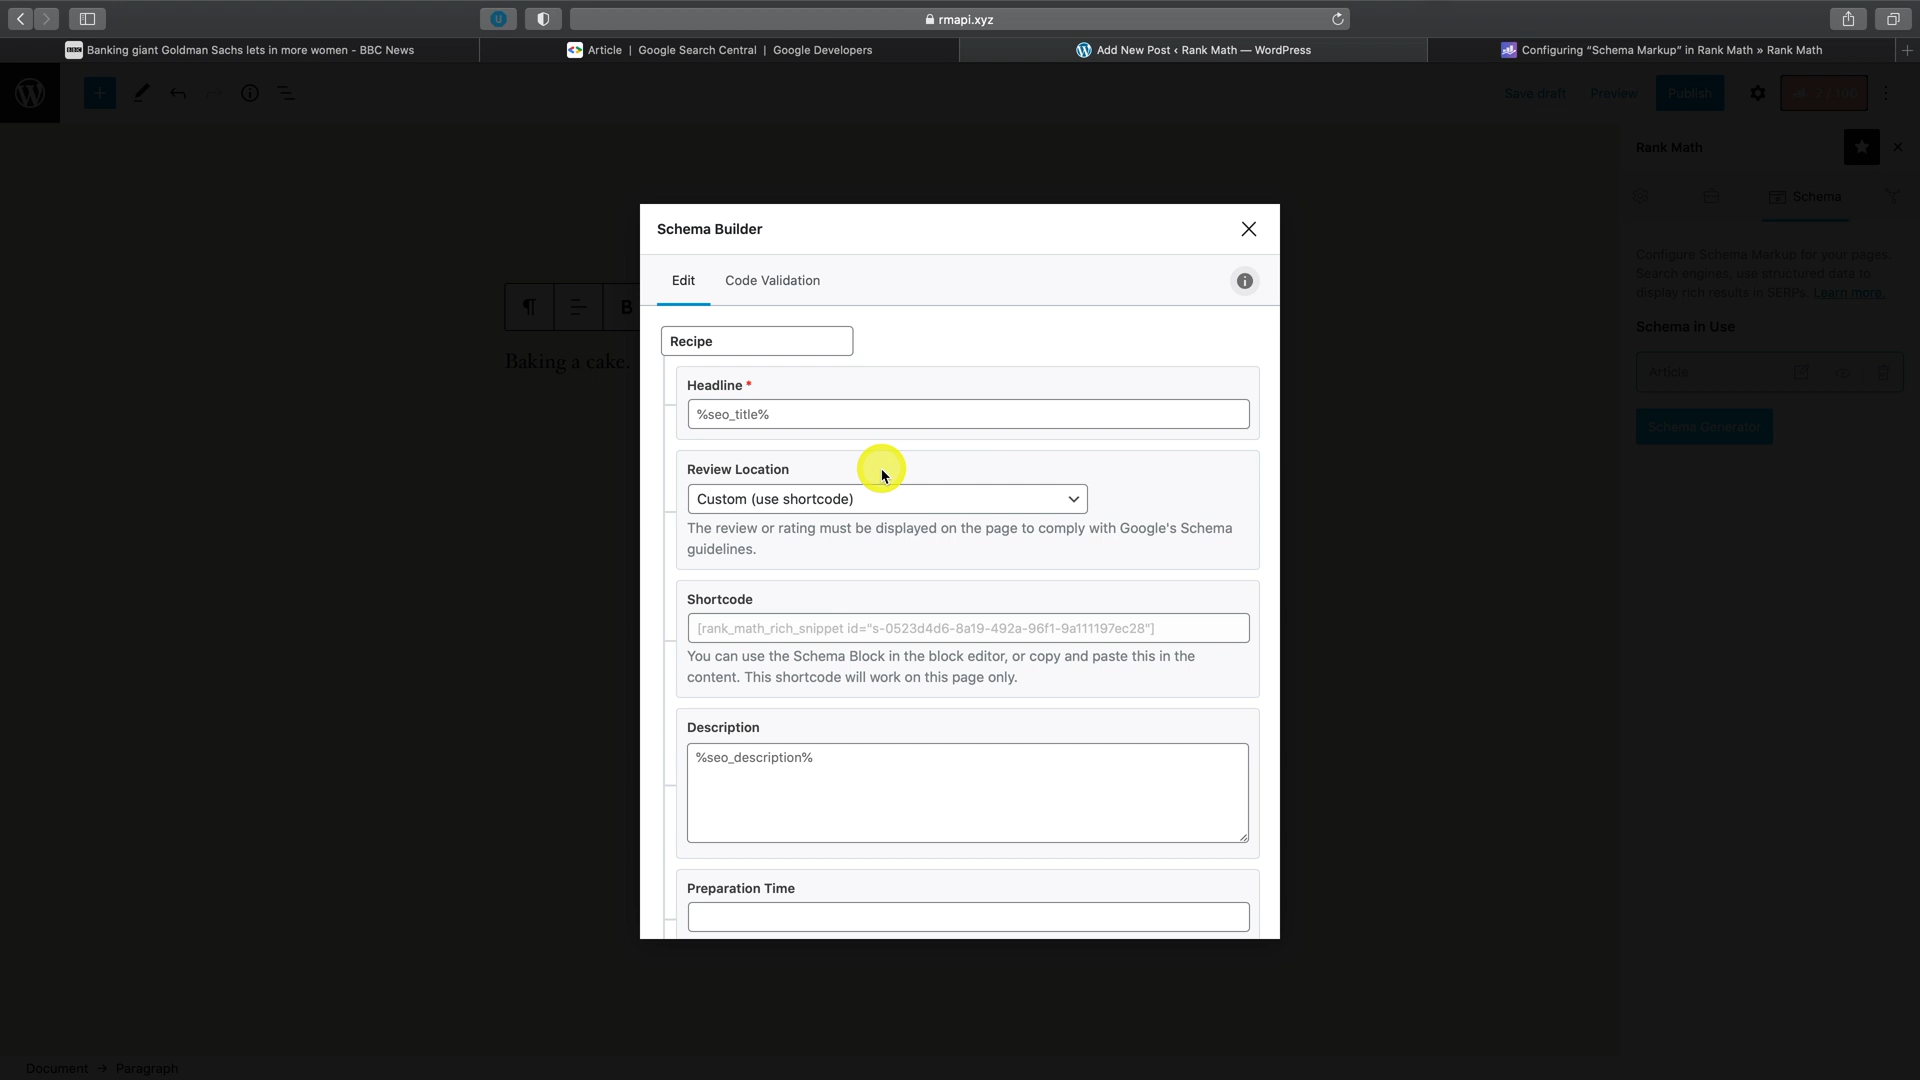 rmapi.xyz
BBC Banking giant Goldman Sachs lets in more women - BBC News
Article | Google Search Central | Google Developers
Add New Post ‹ Rank Math — WordPress
Configuring “Schema Markup” in Rank Math » Rank Math
Save draft
Preview
Publish
2 / 100
Rank Math
Schema
Configure Schema Markup for your pages.
Search engines, use structured data to
display rich results in SERPs. Learn more.
Schema in Use
Article
Schema Generator
B
Baking a cake.
Schema Builder
Edit
Code Validation
Recipe
Headline *
%seo_title%
Review Location
Custom (use shortcode)
The review or rating must be displayed on the page to comply with Google's Schema
guidelines.
Shortcode
[rank_math_rich_snippet id="s-0523d4d6-8a19-492a-96f1-9a111197ec28"]
You can use the Schema Block in the block editor, or copy and paste this in the
content. This shortcode will work on this page only.
Description
%seo_description%
Preparation Time
Document → Paragraph